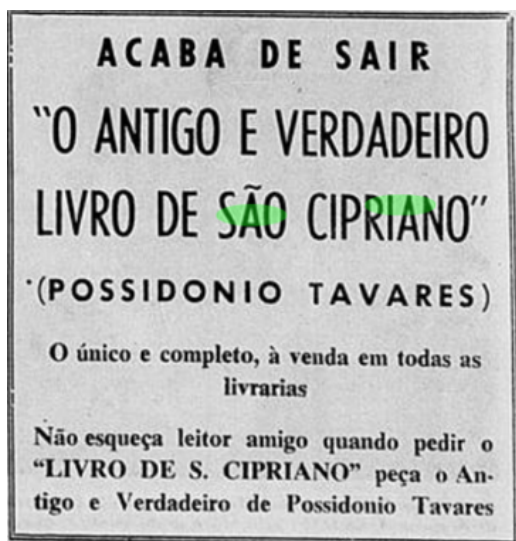 ACABA DE SAIR
"O ANTIGO E VERDADEIRO
LIVRO DE SÃO CIPRIANO"
(POSSIDONIO TAVARES)
O único e completo, à venda em todas as
livrarias
Não esqueça leitor amigo quando pedir o
"LIVRO DE S. CIPRIANO" peça o An-
tigo e Verdadeiro de Possidonio Tavares